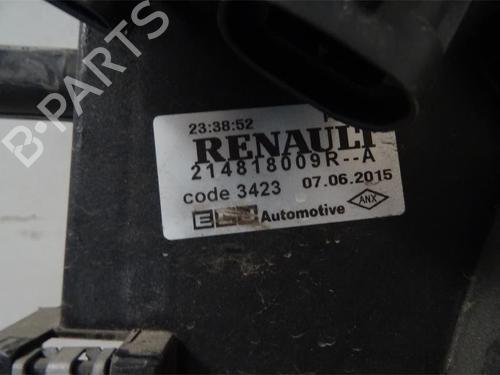 23:38:52
RENAULT
214818009R--A
code 3423 07.06.2015
Automotive
ANX
B-PARTS